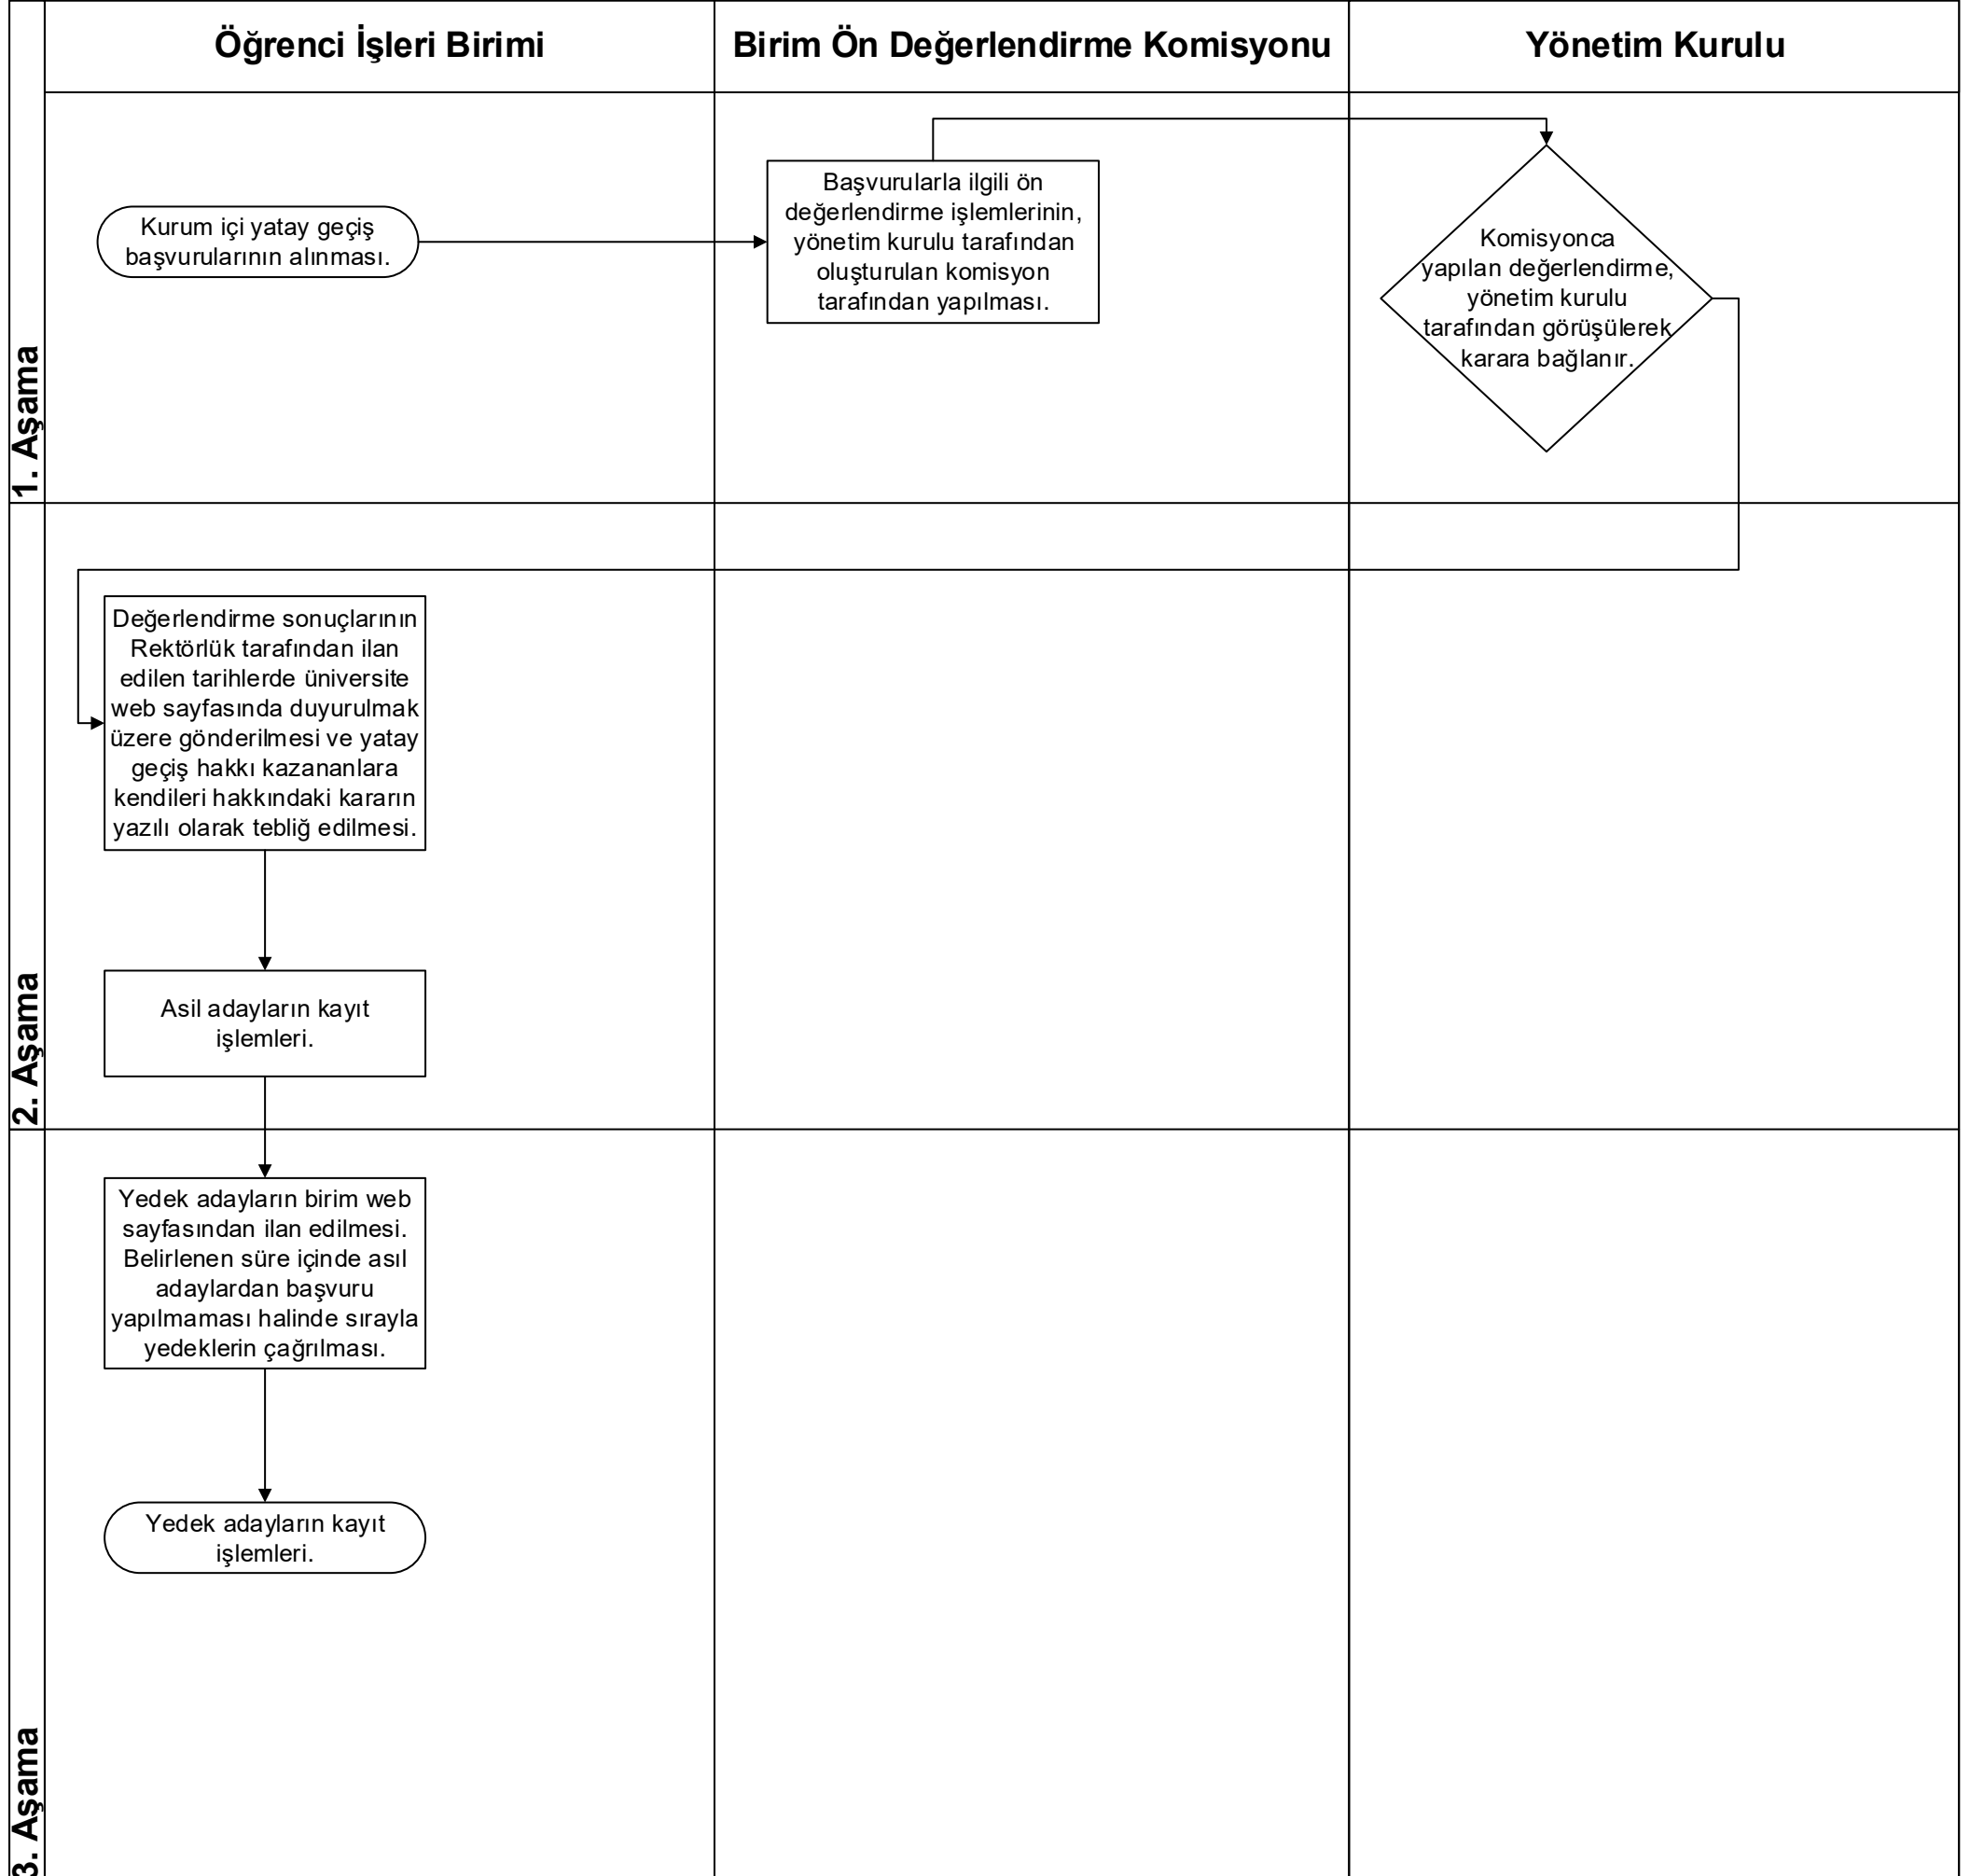 Öğrenci İşleri Birimi
Birim Ön Değerlendirme Komisyonu
Yönetim Kurulu
1. Aşama
Kurum içi yatay geçiş
başvurularının alınması.
Başvurularla ilgili ön
değerlendirme işlemlerinin,
yönetim kurulu tarafından
oluşturulan komisyon
tarafından yapılması.
Komisyonca
yapılan değerlendirme,
yönetim kurulu
tarafından görüşülerek
karara bağlanır.
2. Aşama
Değerlendirme sonuçlarının
Rektörlük tarafından ilan
edilen tarihlerde üniversite
web sayfasında duyurulmak
üzere gönderilmesi ve yatay
geçiş hakkı kazananlara
kendileri hakkındaki kararın
yazılı olarak tebliğ edilmesi.
Asil adayların kayıt
işlemleri.
3. Aşama
Yedek adayların birim web
sayfasından ilan edilmesi.
Belirlenen süre içinde asıl
adaylardan başvuru
yapılmaması halinde sırayla
yedeklerin çağrılması.
Yedek adayların kayıt
işlemleri.